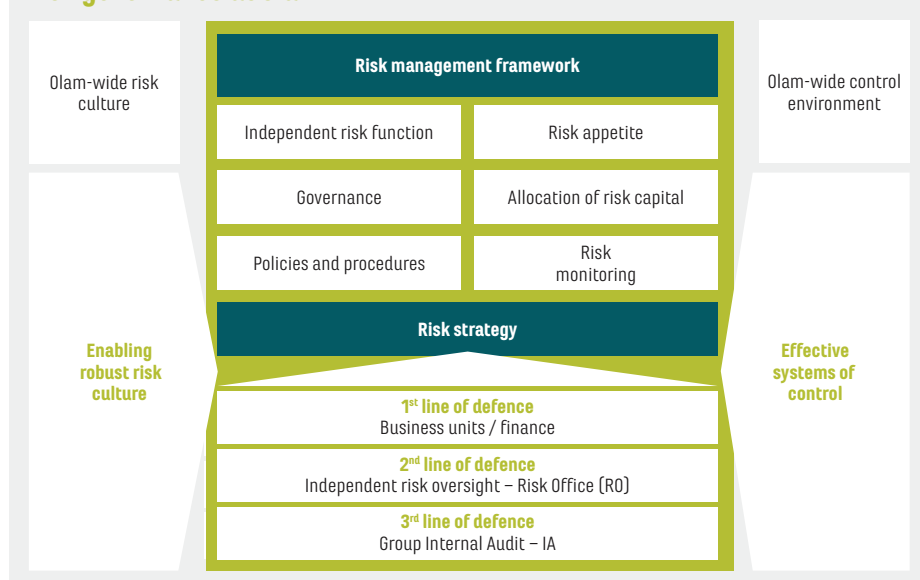 Olam-wide risk
culture
Risk management framework
Olam-wide control
environment
Independent risk function
Risk appetite
Governance
Allocation of risk capital
Policies and procedures
Risk
monitoring
Risk strategy
Enabling
robust risk
culture
Effective
systems of
control
1st line of defence
Business units / finance
2nd line of defence
Independent risk oversight – Risk Office (RO)
3rd line of defence
Group Internal Audit – IA